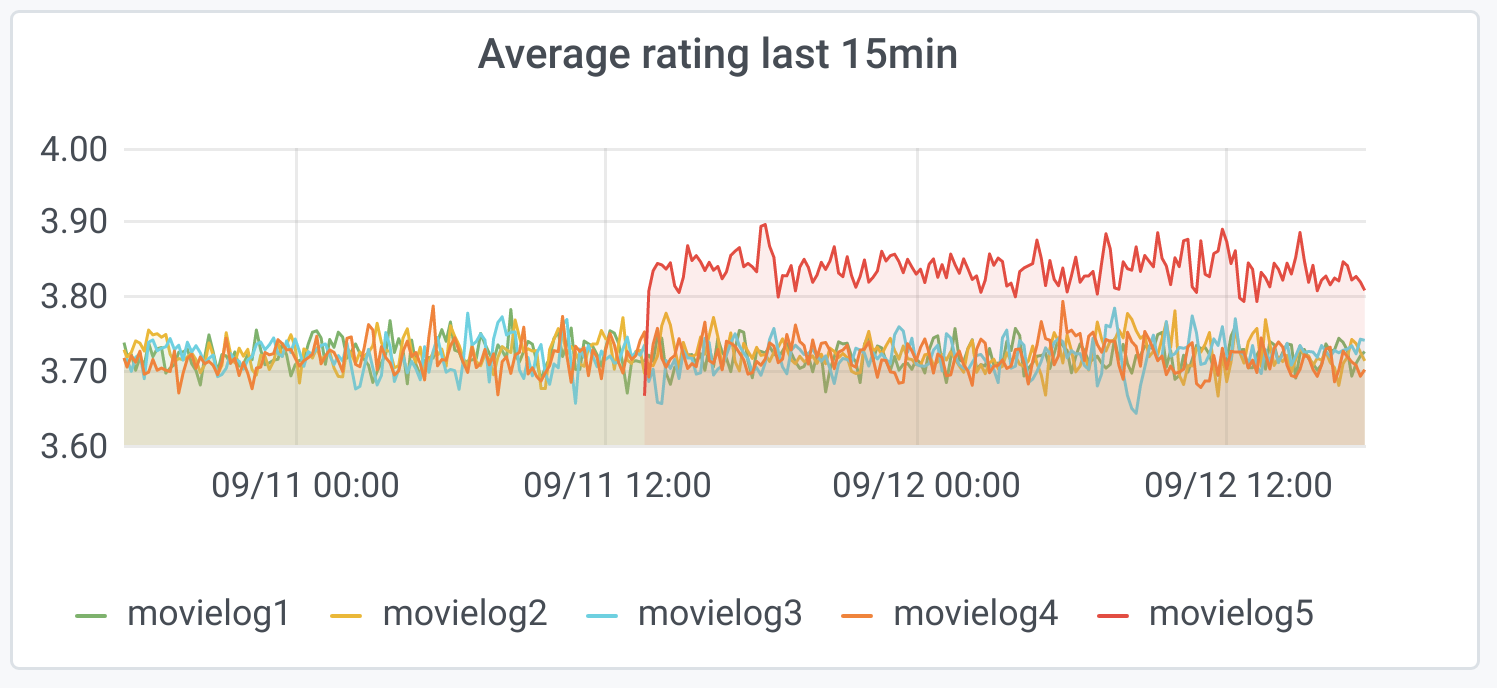 Average rating last 15min
4.00
3.90
3.80
3.70
3.60
09/11 00:00 09/11 12:00 09/12 00:00 09/12 12:00
movielog1 movielog2 movielog3 movielog4 movielog5